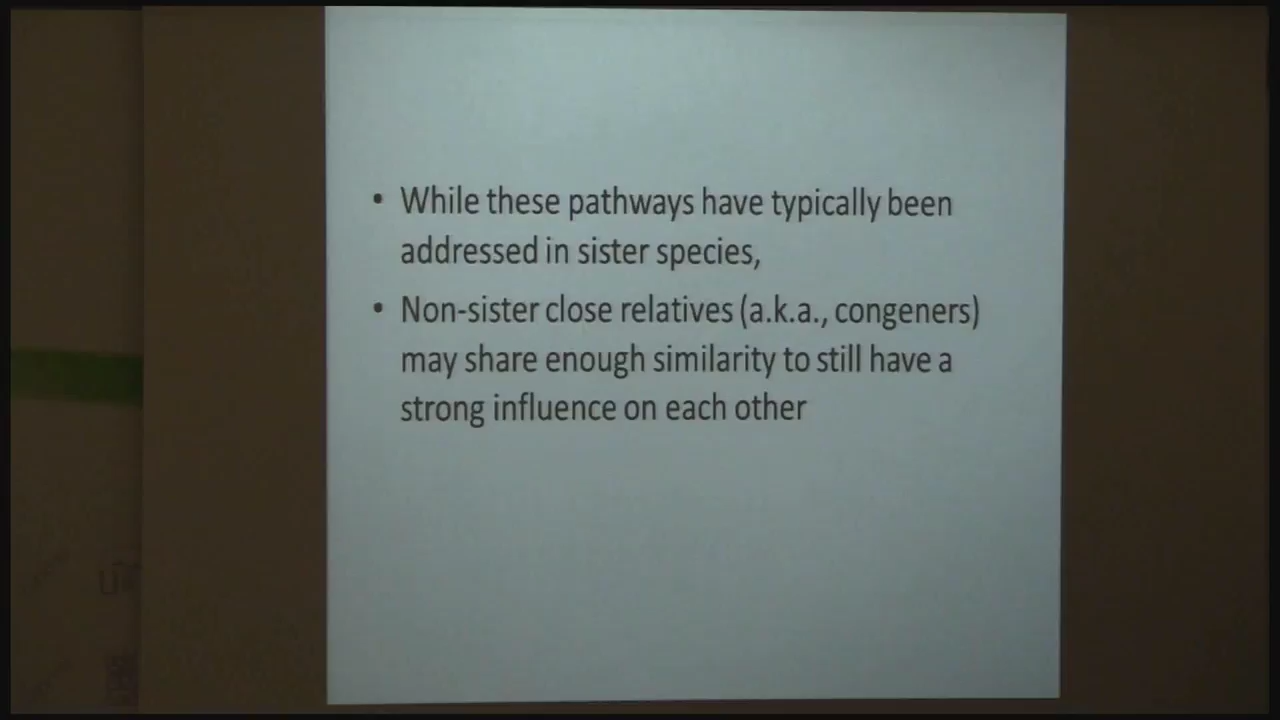 • While these pathways have typically been
addressed in sister species,
• Non-sister close relatives (a.k.a., congeners)
may share enough similarity to still have a
strong influence on each other